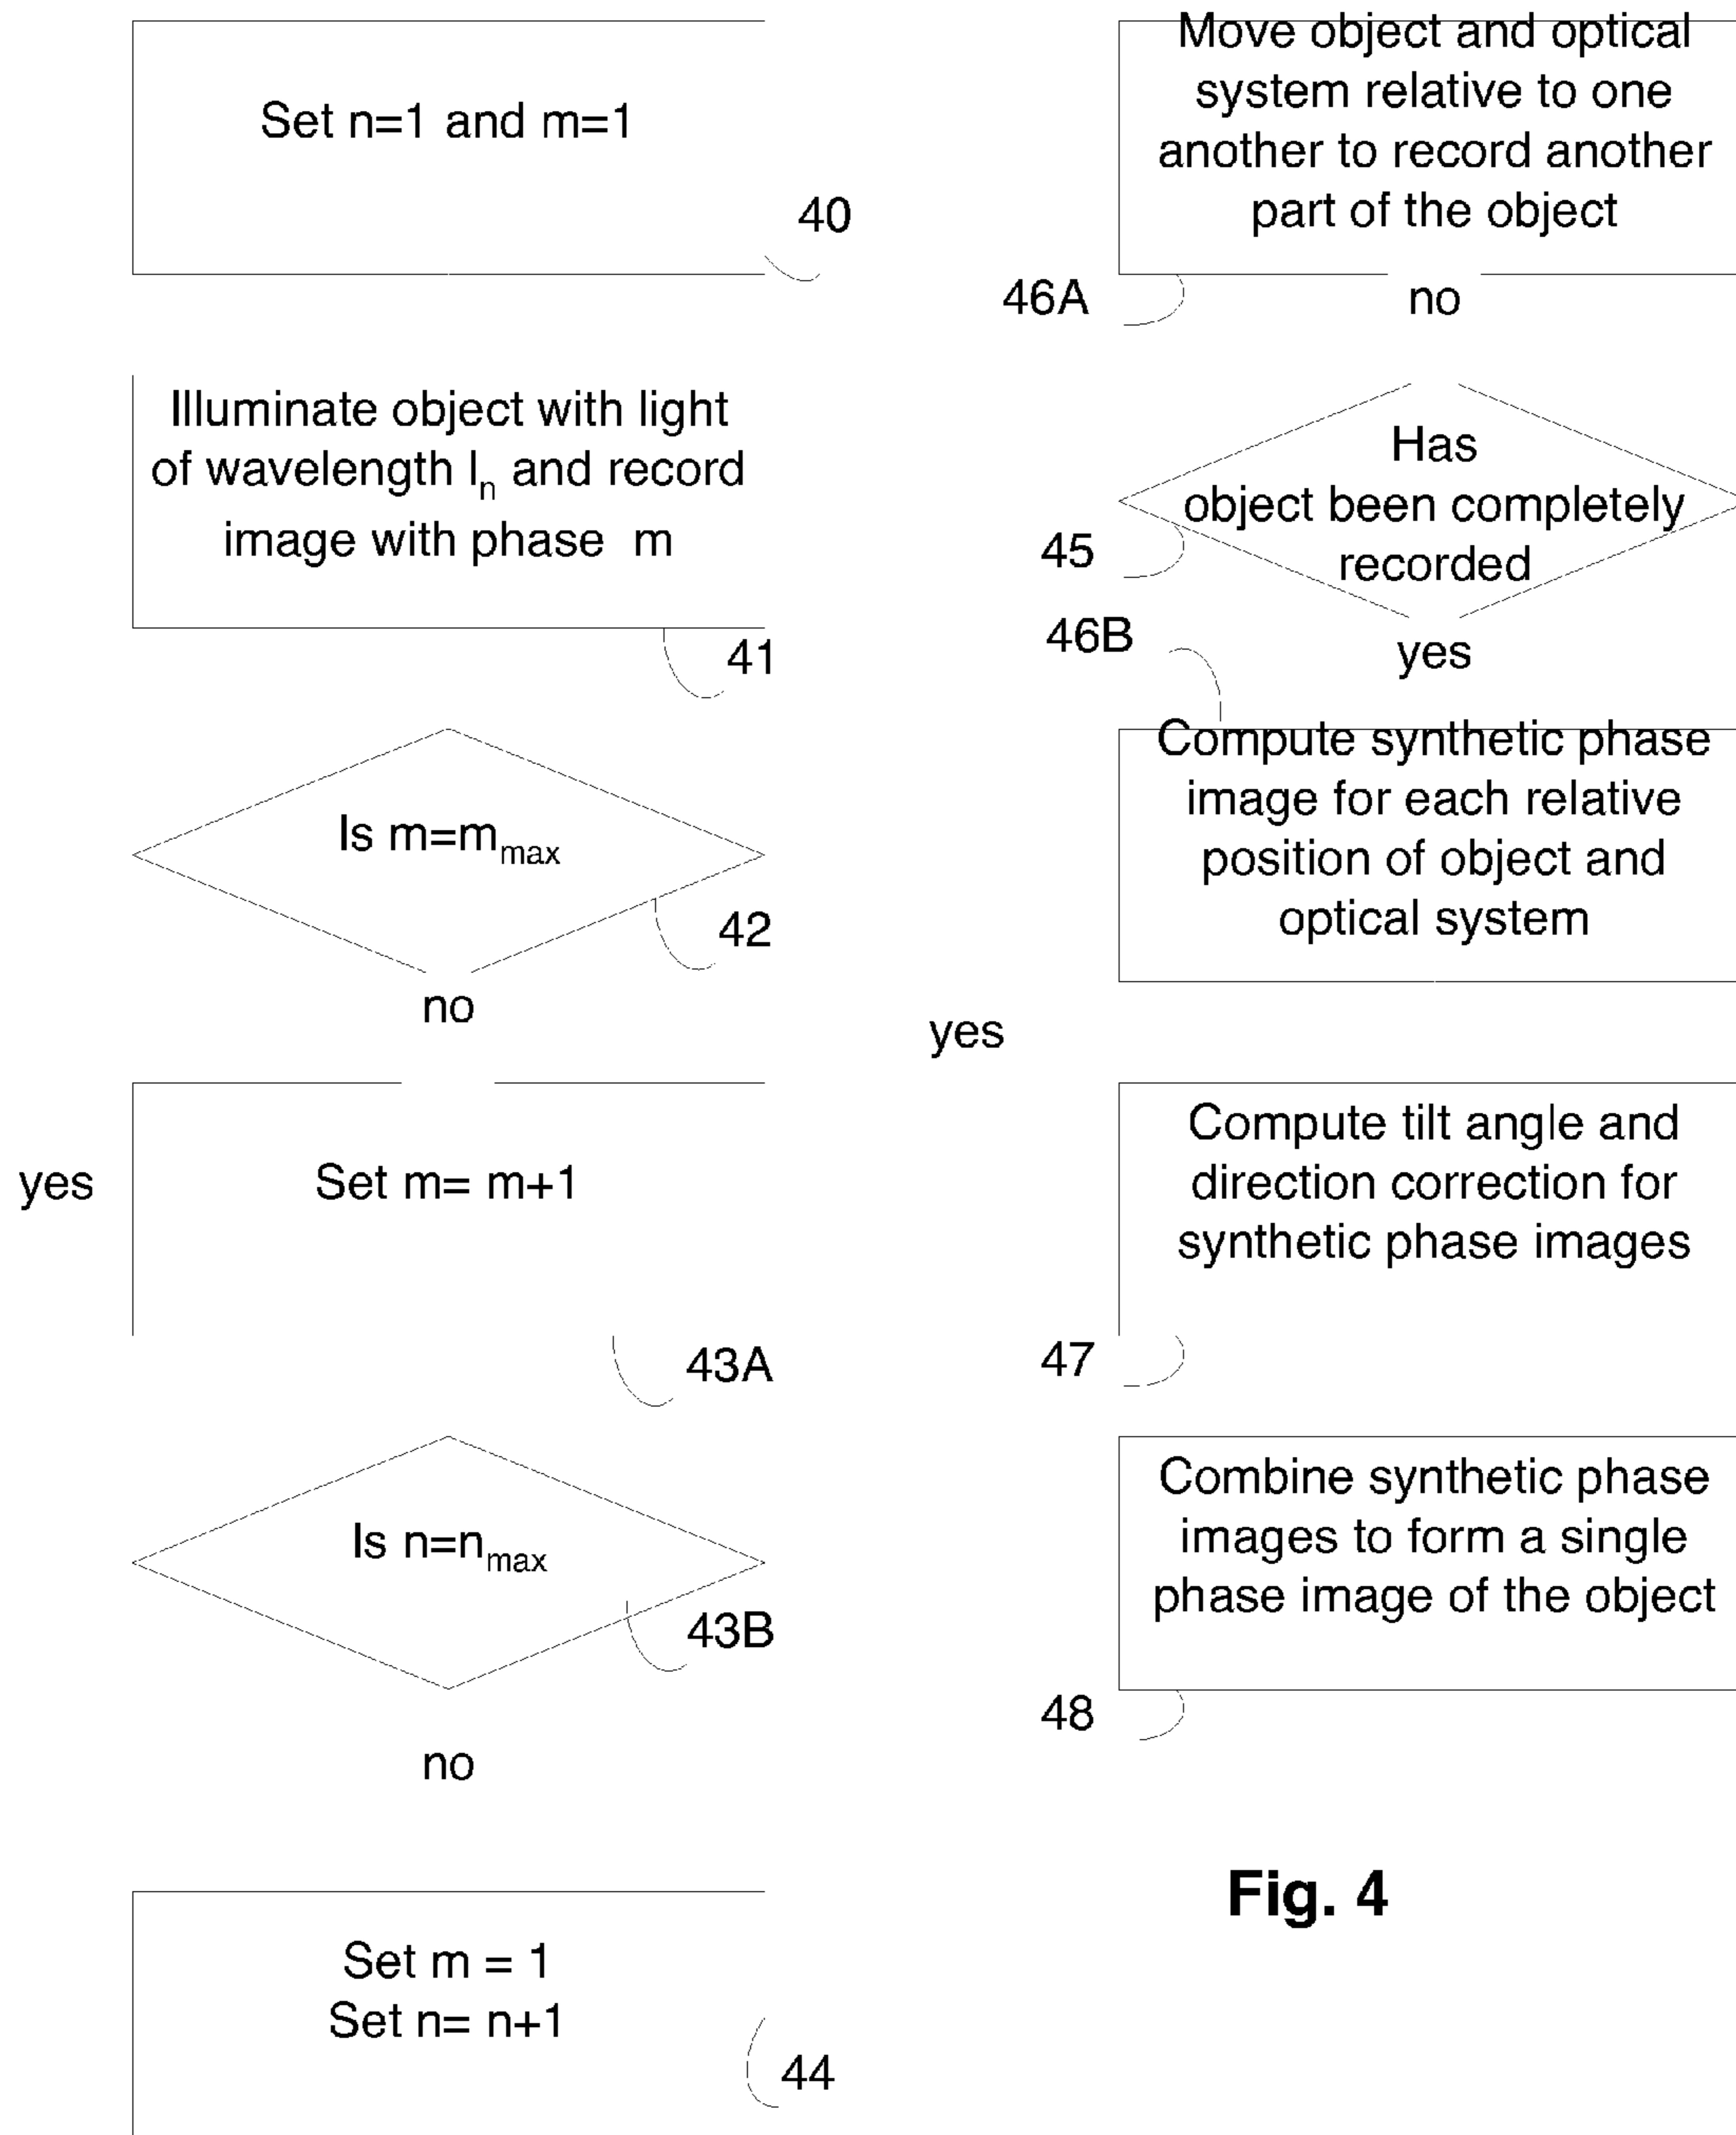 Set n=1 and m=1
40
Illuminate object with light
of wavelength lₙ and record
image with phase m
41
Is m=mmax
42
no
yes
Set m= m+1
43A
Is n=nmax
43B
no
Set m = 1
Set n= n+1
44
yes
Move object and optical
system relative to one
another to record another
part of the object
46A
no
Has
object been completely
recorded
45
yes
46B
Compute synthetic phase
image for each relative
position of object and
optical system
Compute tilt angle and
direction correction for
synthetic phase images
47
Combine synthetic phase
images to form a single
phase image of the object
48
Fig. 4